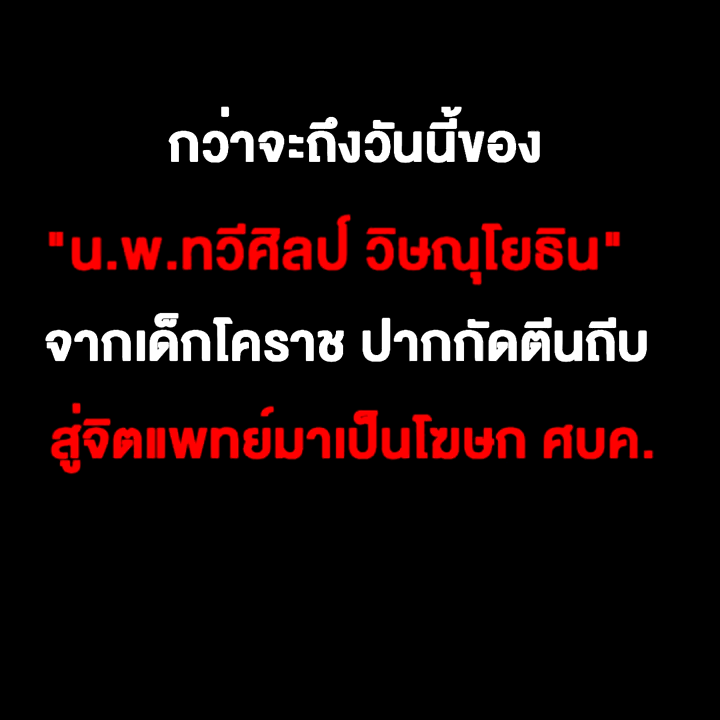 กว่าจะถึงวันนี้ของ
"น.พ.ทวีศิลป์ วิษณุโยธิน"
จากเด็กโคราช ปากกัดตีนถีบ
สู่จิตแพทย์มาเป็นโฆษก ศบค.